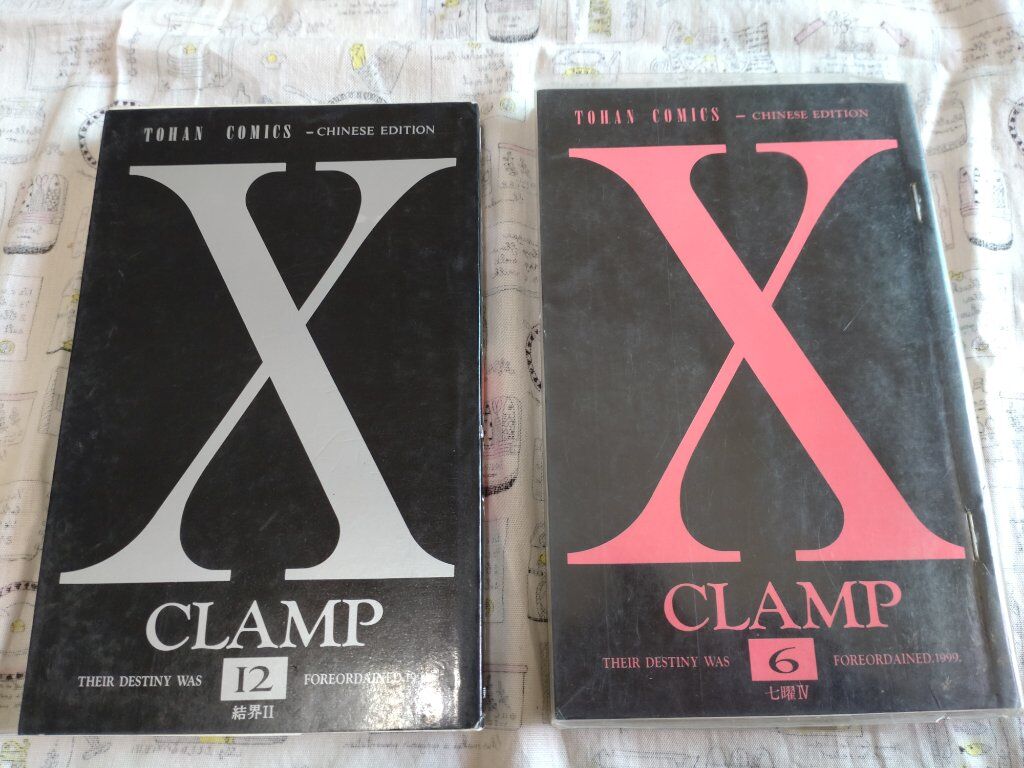 TOHAN COMICS – CHINESE EDITION
X
CLAMP
THEIR DESTINY WAS 12 FOREORDAINED.
結界II
TOHAN COMICS – CHINESE EDITION
X
CLAMP
THEIR DESTINY WAS 6 FOREORDAINED.1999.
七曜IV